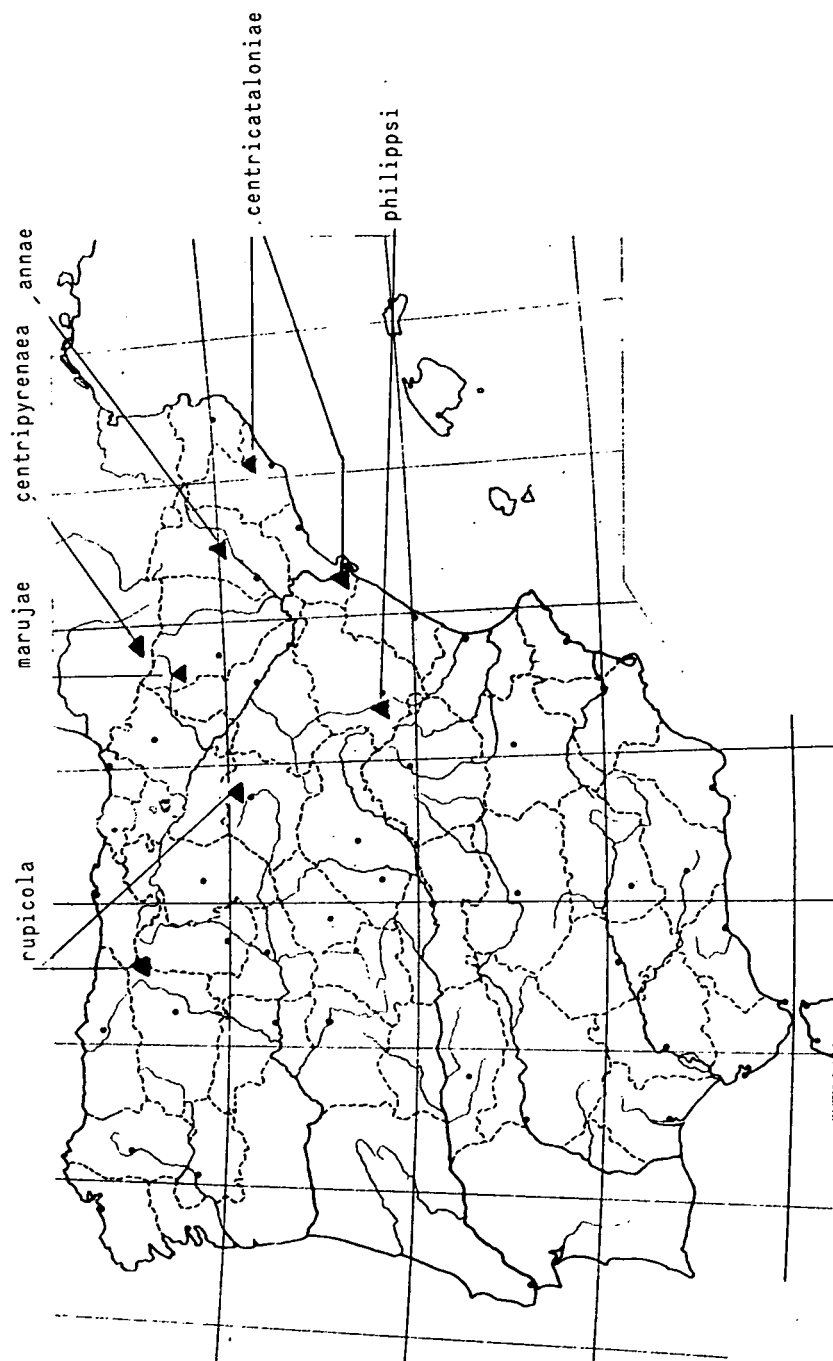 rupicola
marujae
centripyrenaea
annae
centricataloniae
philippsi